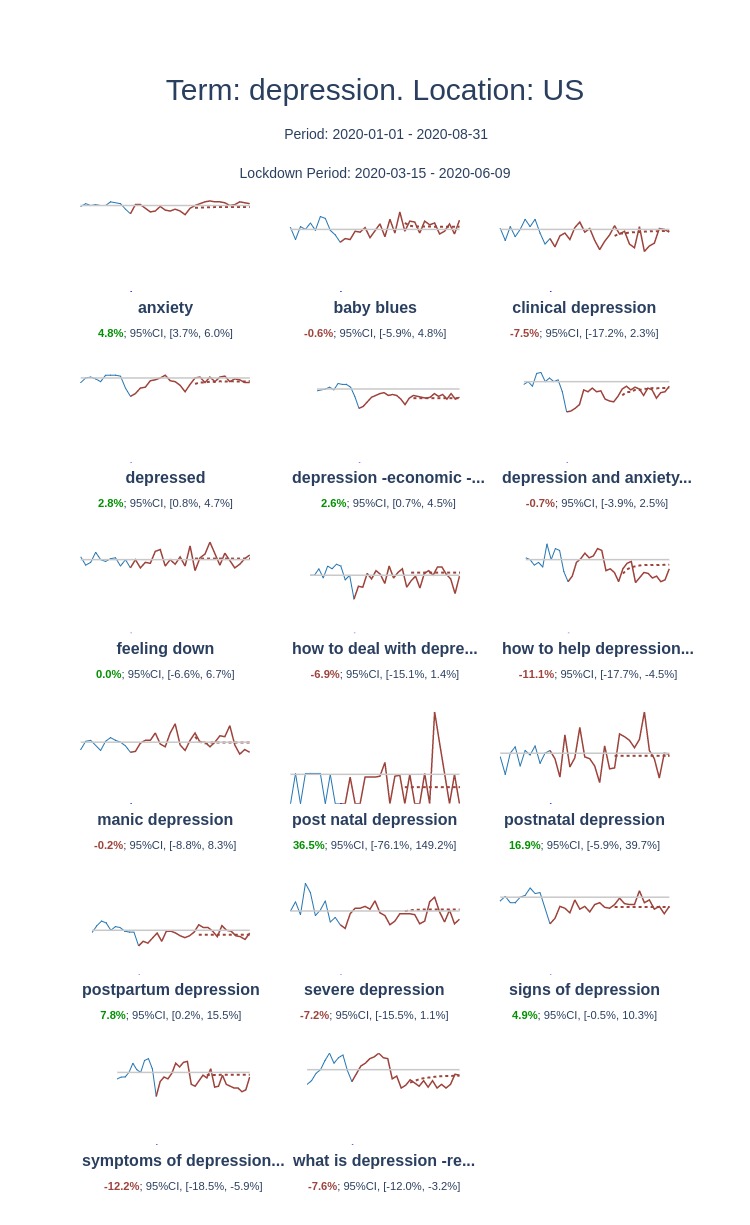 Term: depression. Location: US
Period: 2020-01-01 - 2020-08-31
Lockdown Period: 2020-03-15 - 2020-06-09
anxiety baby blues clinical depression
4.8%; 95%CI, [3.7%, 6.0%] -0.6%; 95%CI, [-5.9%, 4.8%] -7.5%; 95%CI, [-17.2%, 2.3%]
depressed depression -economic -... depression and anxiety...
2.8%; 95%CI, [0.8%, 4.7%] 2.6%; 95%CI, [0.7%, 4.5%] -0.7%; 95%CI, [-3.9%, 2.5%]
feeling down how to deal with depre... how to help depression...
0.0%; 95%CI, [-6.6%, 6.7%] -6.9%; 95%CI, [-15.1%, 1.4%] -11.1%; 95%CI, [-17.7%, -4.5%]
manic depression post natal depression postnatal depression
-0.2%; 95%CI, [-8.8%, 8.3%] 36.5%; 95%CI, [-76.1%, 149.2%] 16.9%; 95%CI, [-5.9%, 39.7%]
postpartum depression severe depression signs of depression
7.8%; 95%CI, [0.2%, 15.5%] -7.2%; 95%CI, [-15.5%, 1.1%] 4.9%; 95%CI, [-0.5%, 10.3%]
symptoms of depression... what is depression -re...
-12.2%; 95%CI, [-18.5%, -5.9%] -7.6%; 95%CI, [-12.0%, -3.2%]